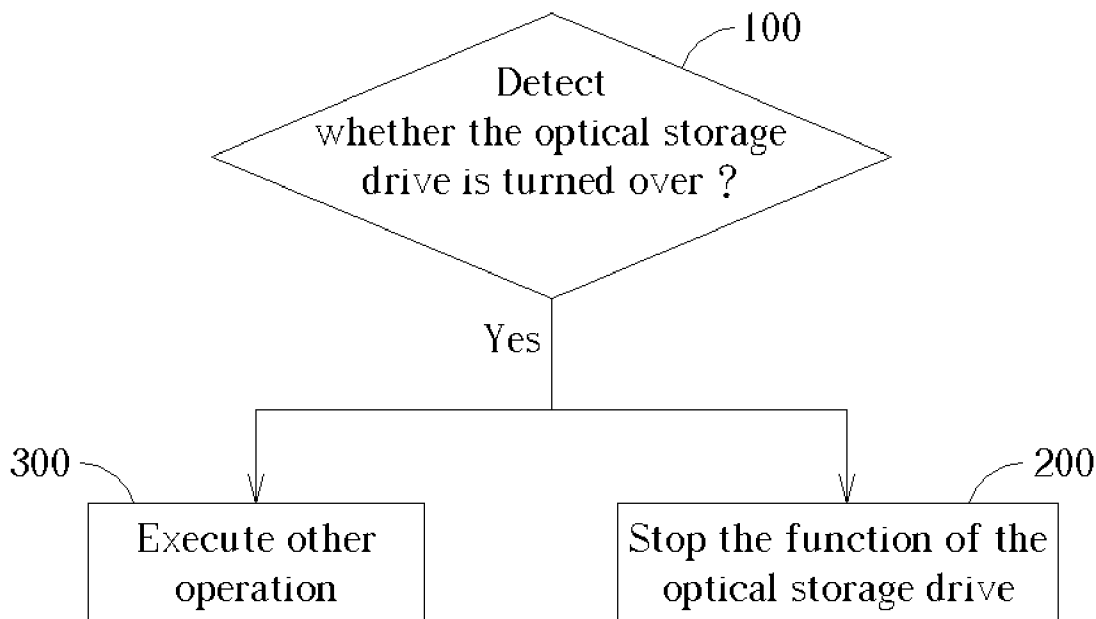 100
Detect
whether the optical storage
drive is turned over ?
Yes
300
200
Execute other
operation
Stop the function of the
optical storage drive